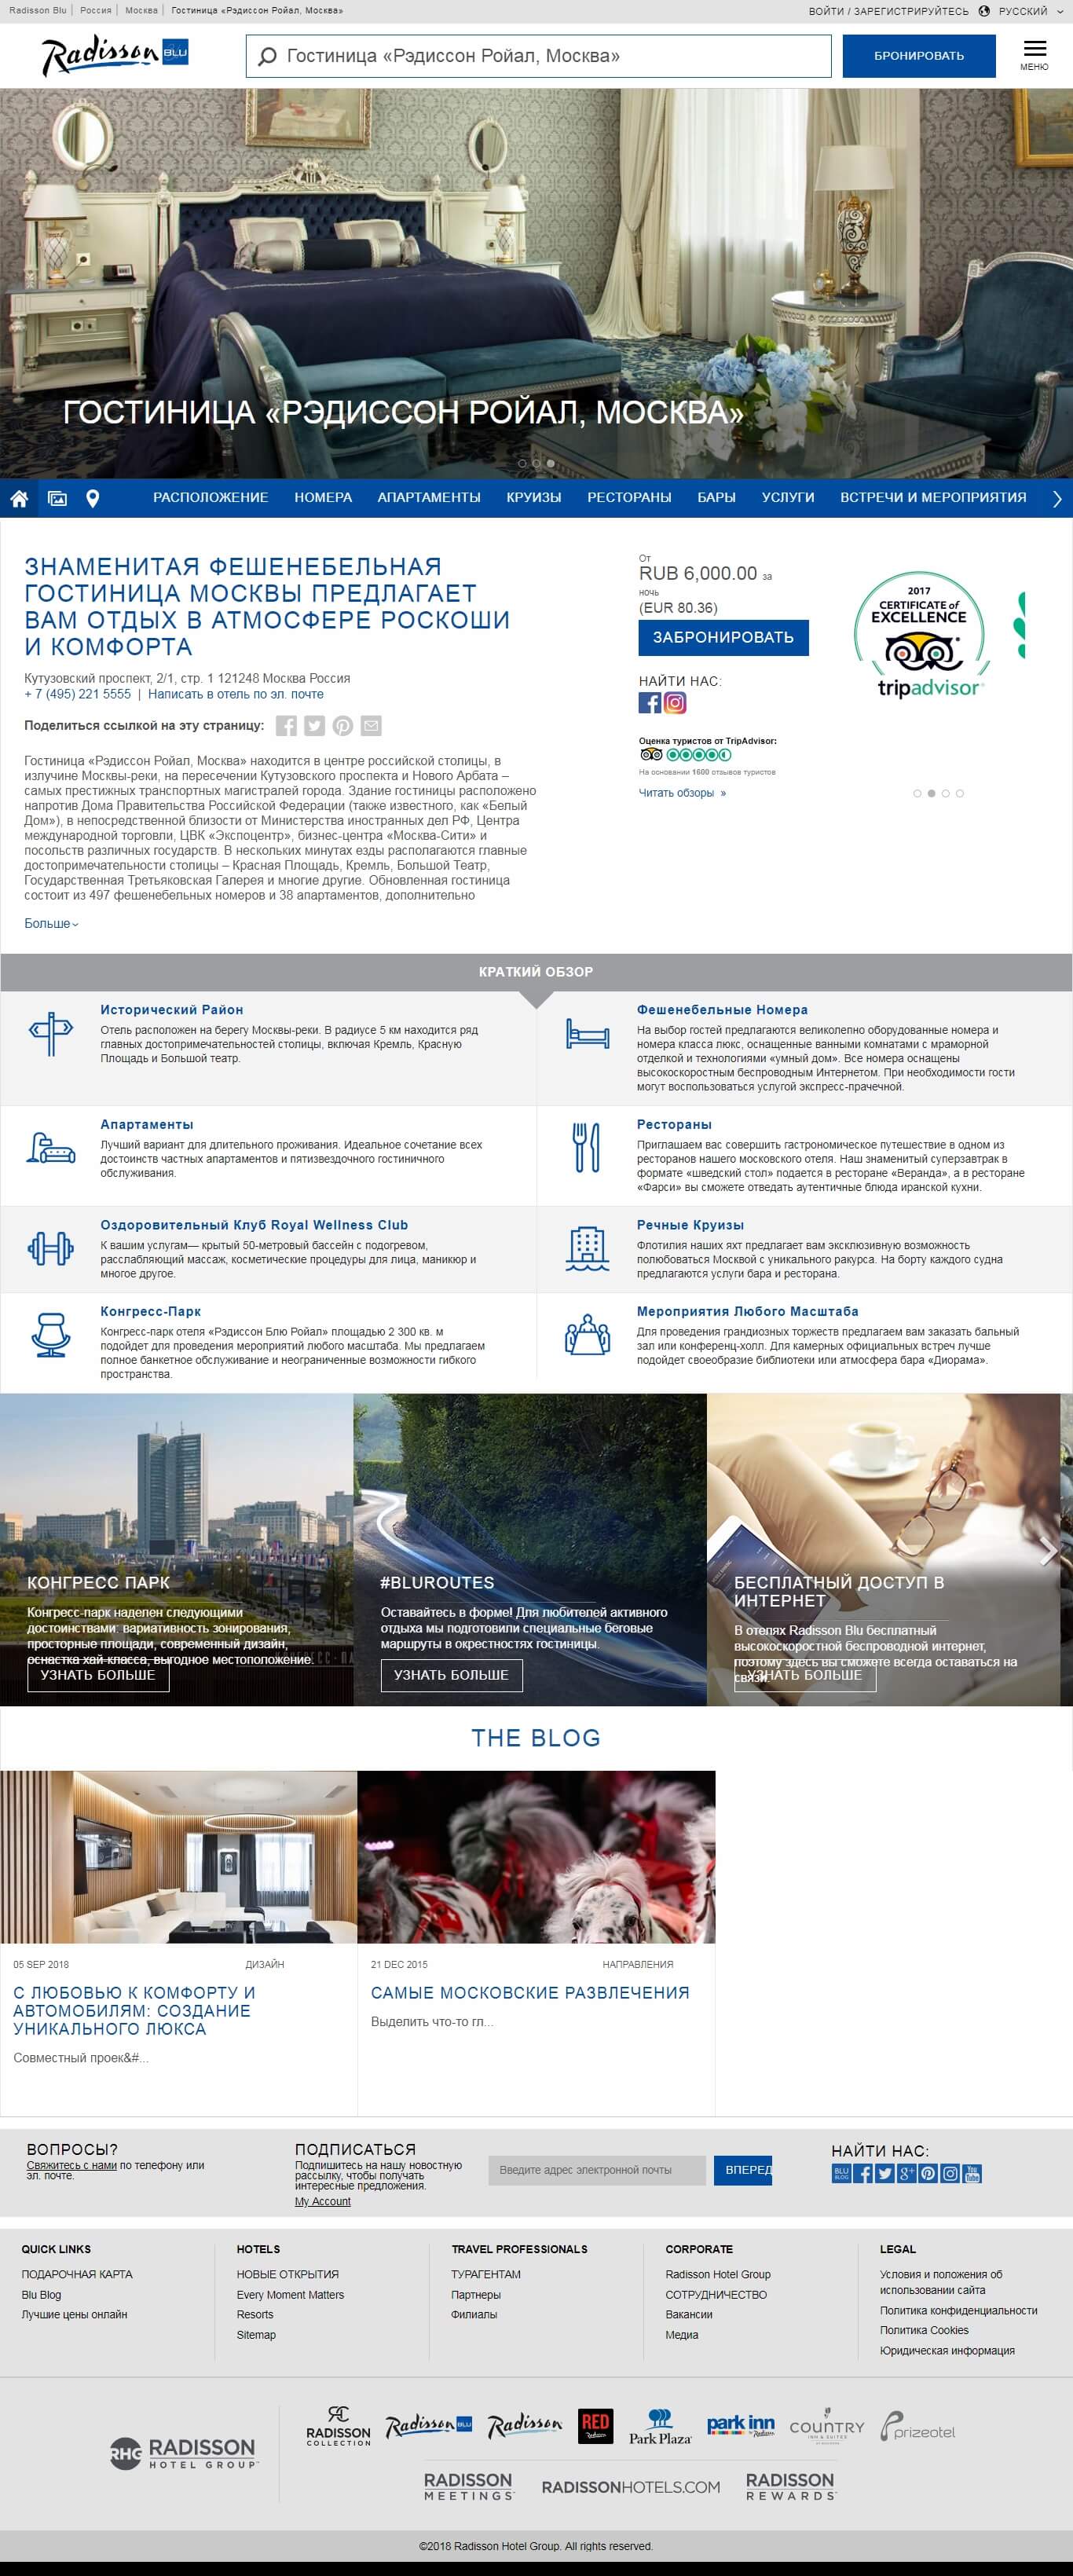 Radisson Blu | Россия | Москва | Гостиница «Рэдиссон Ройал, Москва»
ВОЙТИ / ЗАРЕГИСТРИРУЙТЕСЬ РУССКИЙ
Radisson BLU
Гостиница «Рэдиссон Ройал, Москва»
БРОНИРОВАТЬ
МЕНЮ
ГОСТИНИЦА «РЭДИССОН РОЙАЛ, МОСКВА»
РАСПОЛОЖЕНИЕ НОМЕРА АПАРТАМЕНТЫ КРУИЗЫ РЕСТОРАНЫ БАРЫ УСЛУГИ ВСТРЕЧИ И МЕРОПРИЯТИЯ
ЗНАМЕНИТАЯ ФЕШЕНЕБЕЛЬНАЯ
ГОСТИНИЦА МОСКВЫ ПРЕДЛАГАЕТ
ВАМ ОТДЫХ В АТМОСФЕРЕ РОСКОШИ
И КОМФОРТА
Кутузовский проспект, 2/1, стр. 1 121248 Москва Россия
+ 7 (495) 221 5555 | Написать в отель по эл. почте
Поделиться ссылкой на эту страницу:
Гостиница «Рэдиссон Ройал, Москва» находится в центре российской столицы, в
излучине Москвы-реки, на пересечении Кутузовского проспекта и Нового Арбата –
самых престижных транспортных магистралей города. Здание гостиницы расположено
напротив Дома Правительства Российской Федерации (также известного, как «Белый
Дом»), в непосредственной близости от Министерства иностранных дел РФ, Центра
международной торговли, ЦВК «Экспоцентр», бизнес-центра «Москва-Сити» и
посольств различных государств. В нескольких минутах езды располагаются главные
достопримечательности столицы – Красная Площадь, Кремль, Большой Театр,
Государственная Третьяковская Галерея и многие другие. Обновленная гостиница
состоит из 497 фешенебельных номеров и 38 апартаментов, дополнительно
Больше
От
RUB 6,000.00 за
ночь
(EUR 80.36)
ЗАБРОНИРОВАТЬ
НАЙТИ НАС:
Оценка туристов от TripAdvisor:
На основании 1600 отзывов туристов
Читать обзоры »
2017
CERTIFICATE of
EXCELLENCE
tripadvisor
КРАТКИЙ ОБЗОР
Исторический Район
Отель расположен на берегу Москвы-реки. В радиусе 5 км находится ряд
главных достопримечательностей столицы, включая Кремль, Красную
Площадь и Большой театр.
Фешенебельные Номера
На выбор гостей предлагаются великолепно оборудованные номера и
номера класса люкс, оснащенные ванными комнатами с мраморной
отделкой и технологиями «умный дом». Все номера оснащены
высокоскоростным беспроводным Интернетом. При необходимости гости
могут воспользоваться услугой экспресс-прачечной.
Апартаменты
Лучший вариант для длительного проживания. Идеальное сочетание всех
достоинств частных апартаментов и пятизвездочного гостиничного
обслуживания.
Рестораны
Приглашаем вас совершить гастрономическое путешествие в одном из
ресторанов нашего московского отеля. Наш знаменитый суперзавтрак в
формате «шведский стол» подается в ресторане «Веранда», а в ресторане
«Фарси» вы сможете отведать аутентичные блюда иранской кухни.
Оздоровительный Клуб Royal Wellness Club
К вашим услугам— крытый 50-метровый бассейн с подогревом,
расслабляющий массаж, косметические процедуры для лица, маникюр и
многое другое.
Речные Круизы
Флотилия наших яхт предлагает вам эксклюзивную возможность
полюбоваться Москвой с уникального ракурса. На борту каждого судна
предлагаются услуги бара и ресторана.
Конгресс-Парк
Конгресс-парк отеля «Рэдиссон Блю Ройал» площадью 2 300 кв. м
подойдет для проведения мероприятий любого масштаба. Мы предлагаем
полное банкетное обслуживание и неограниченные возможности гибкого
пространства.
Мероприятия Любого Масштаба
Для проведения грандиозных торжеств предлагаем вам заказать бальный
зал или конференц-холл. Для камерных официальных встреч лучше
подойдет своеобразие библиотеки или атмосфера бара «Диорама».
КОНГРЕСС ПАРК
Конгресс-парк наделен следующими
достоинствами: вариативность зонирования,
просторные площади, современный дизайн,
оснастка хай-класса, выгодное местоположение.
УЗНАТЬ БОЛЬШЕ
#BLUROUTES
Оставайтесь в форме! Для любителей активного
отдыха мы подготовили специальные беговые
маршруты в окрестностях гостиницы.
УЗНАТЬ БОЛЬШЕ
БЕСПЛАТНЫЙ ДОСТУП В
ИНТЕРНЕТ
В отелях Radisson Blu бесплатный
высокоскоростной беспроводной интернет,
поэтому здесь вы сможете всегда оставаться на
связи.
УЗНАТЬ БОЛЬШЕ
THE BLOG
05 SEP 2018 ДИЗАЙН
С ЛЮБОВЬЮ К КОМФОРТУ И
АВТОМОБИЛЯМ: СОЗДАНИЕ
УНИКАЛЬНОГО ЛЮКСА
Совместный проек&#...
21 DEC 2015 НАПРАВЛЕНИЯ
САМЫЕ МОСКОВСКИЕ РАЗВЛЕЧЕНИЯ
Выделить что-то гл...
ВОПРОСЫ?
Свяжитесь с нами по телефону или
эл. почте.
ПОДПИСАТЬСЯ
Подпишитесь на нашу новостную
рассылку, чтобы получать
интересные предложения.
My Account
Введите адрес электронной почты
ВПЕРЕД
НАЙТИ НАС:
QUICK LINKS
ПОДАРОЧНАЯ КАРТА
Blu Blog
Лучшие цены онлайн
HOTELS
НОВЫЕ ОТКРЫТИЯ
Every Moment Matters
Resorts
Sitemap
TRAVEL PROFESSIONALS
ТУРАГЕНТАМ
Партнеры
Филиалы
CORPORATE
Radisson Hotel Group
СОТРУДНИЧЕСТВО
Вакансии
Медиа
LEGAL
Условия и положения об
использовании сайта
Политика конфиденциальности
Политика Cookies
Юридическая информация
RHG RADISSON
HOTEL GROUP
RADISSON
COLLECTION
Radisson BLU
Radisson
RED
Radisson
Park Plaza
park inn
by Radisson
COUNTRY
INN & SUITES
prizeotel
RADISSON
MEETINGS
RADISSONHOTELS.COM
RADISSON
REWARDS
©2018 Radisson Hotel Group. All rights reserved.